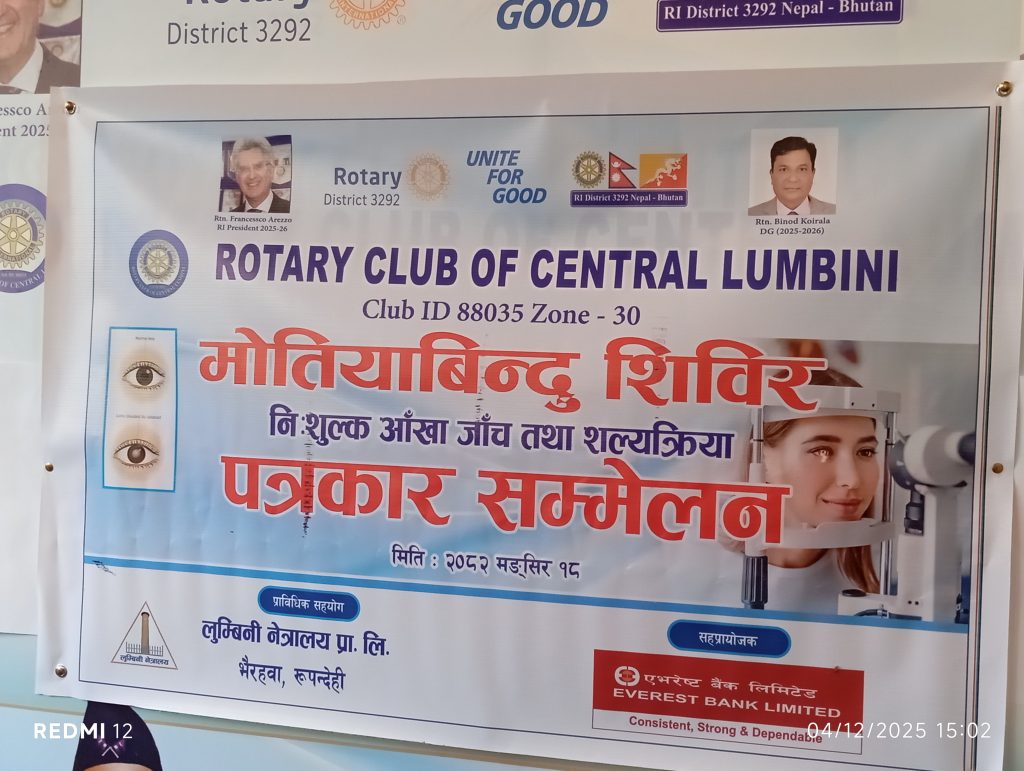 Rotary
District 3292
GOOD
RI District 3292 Nepal - Bhutan
Rtn. Francessco Arezzo
RI President 2025-26
Rotary
District 3292
UNITE
FOR
GOOD
RI District 3292 Nepal - Bhutan
Rtn. Binod Koirala
DG (2025-2026)
ROTARY CLUB OF CENTRAL LUMBINI
Club ID 88035 Zone - 30
मोतियाबिन्दु शिविर
नि:शुल्क आँखा जाँच तथा शल्यक्रिया
पत्रकार सम्मेलन
मिति : २०८२ मङ्सिर १८
प्राविधिक सहयोग
लुम्बिनी नेत्रालय प्रा. लि.
भैरहवा, रूपन्देही
लुम्बिनी नेत्रालय
सहप्रायोजक
एभरेष्ट बैंक लिमिटेड
EVEREST BANK LIMITED
Consistent, Strong & Dependable
REDMI 12
04/12/2025 15:02